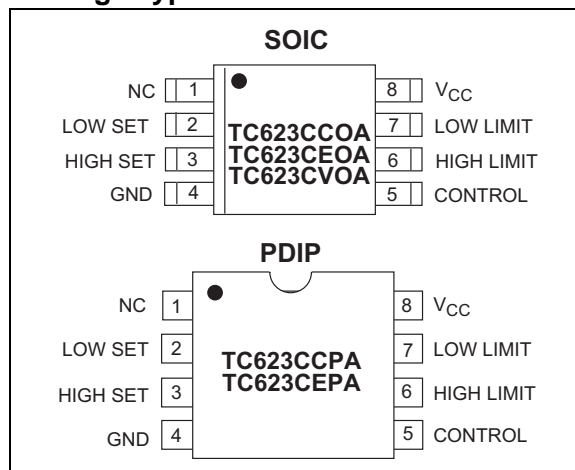 SOIC
NC 1 8 VCC
LOW SET 2 7 LOW LIMIT
HIGH SET 3 6 HIGH LIMIT
GND 4 5 CONTROL
TC623CCOA
TC623CEOA
TC623CVOA
PDIP
NC 1 8 VCC
LOW SET 2 7 LOW LIMIT
HIGH SET 3 6 HIGH LIMIT
GND 4 5 CONTROL
TC623CCPA
TC623CEPA